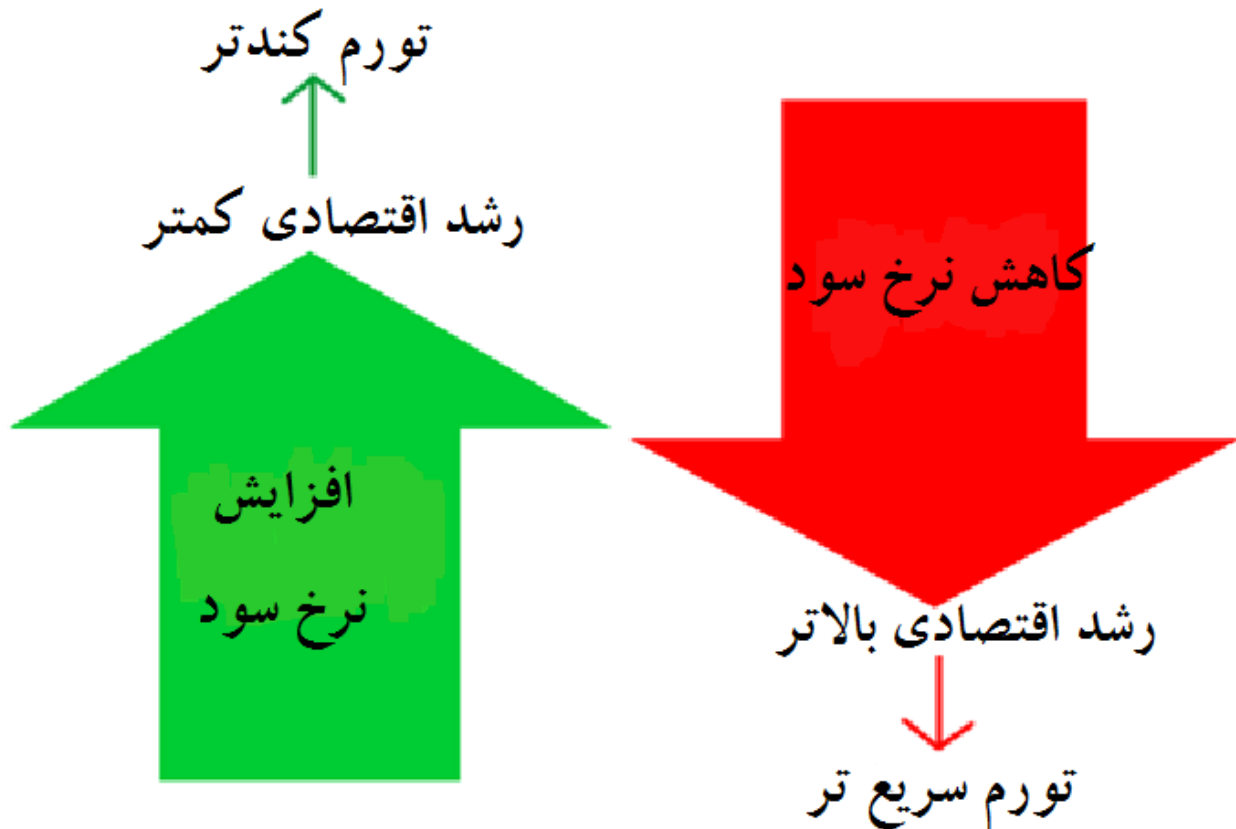 تورم کندتر
رشد اقتصادی کمتر
افزایش
نرخ سود
کاهش نرخ سود
رشد اقتصادی بالاتر
تورم سریع تر